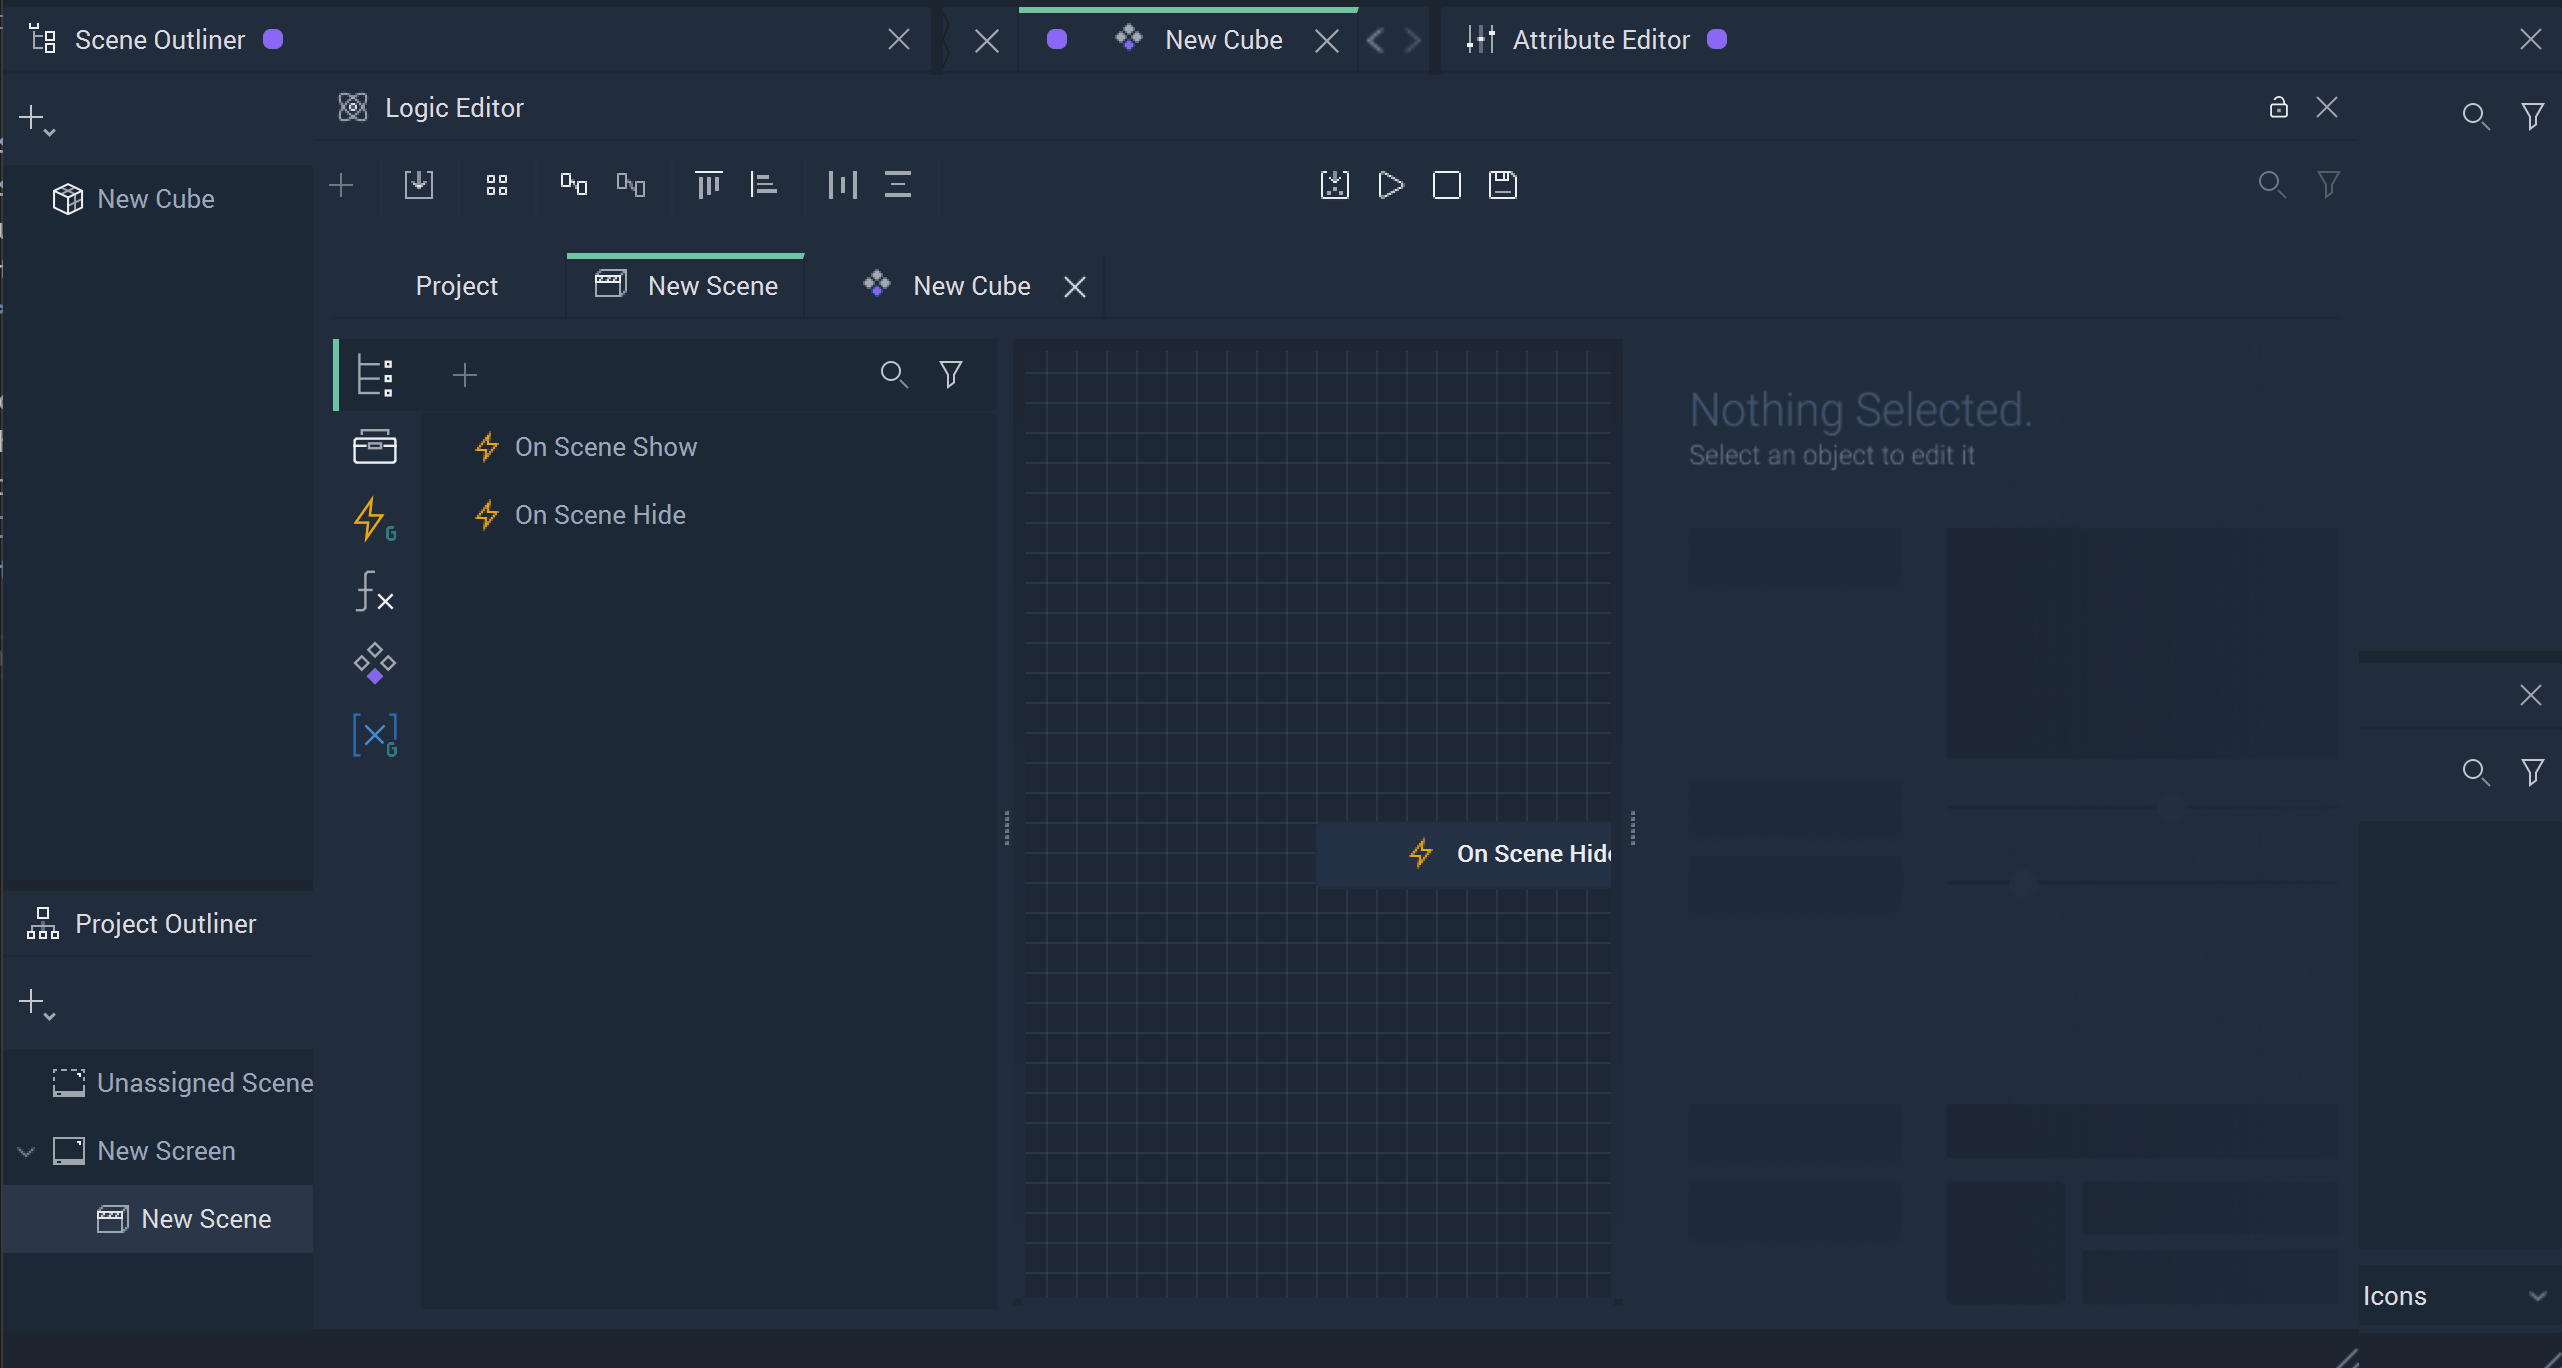 Scene Outliner
New Cube
Attribute Editor
Logic Editor
New Cube
Project
New Scene
New Cube
On Scene Show
On Scene Hide
Nothing Selected.
Select an object to edit it
On Scene Hide
Project Outliner
Unassigned Scene
New Screen
New Scene
Icons